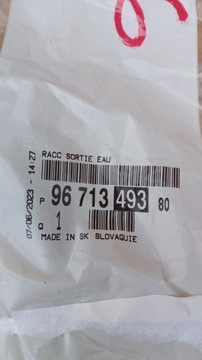 RACC SORTIE EAU
07/06/2023 - 14:27
P 96 713 493 80
Q 1
MADE IN SK SLOVAQUIE